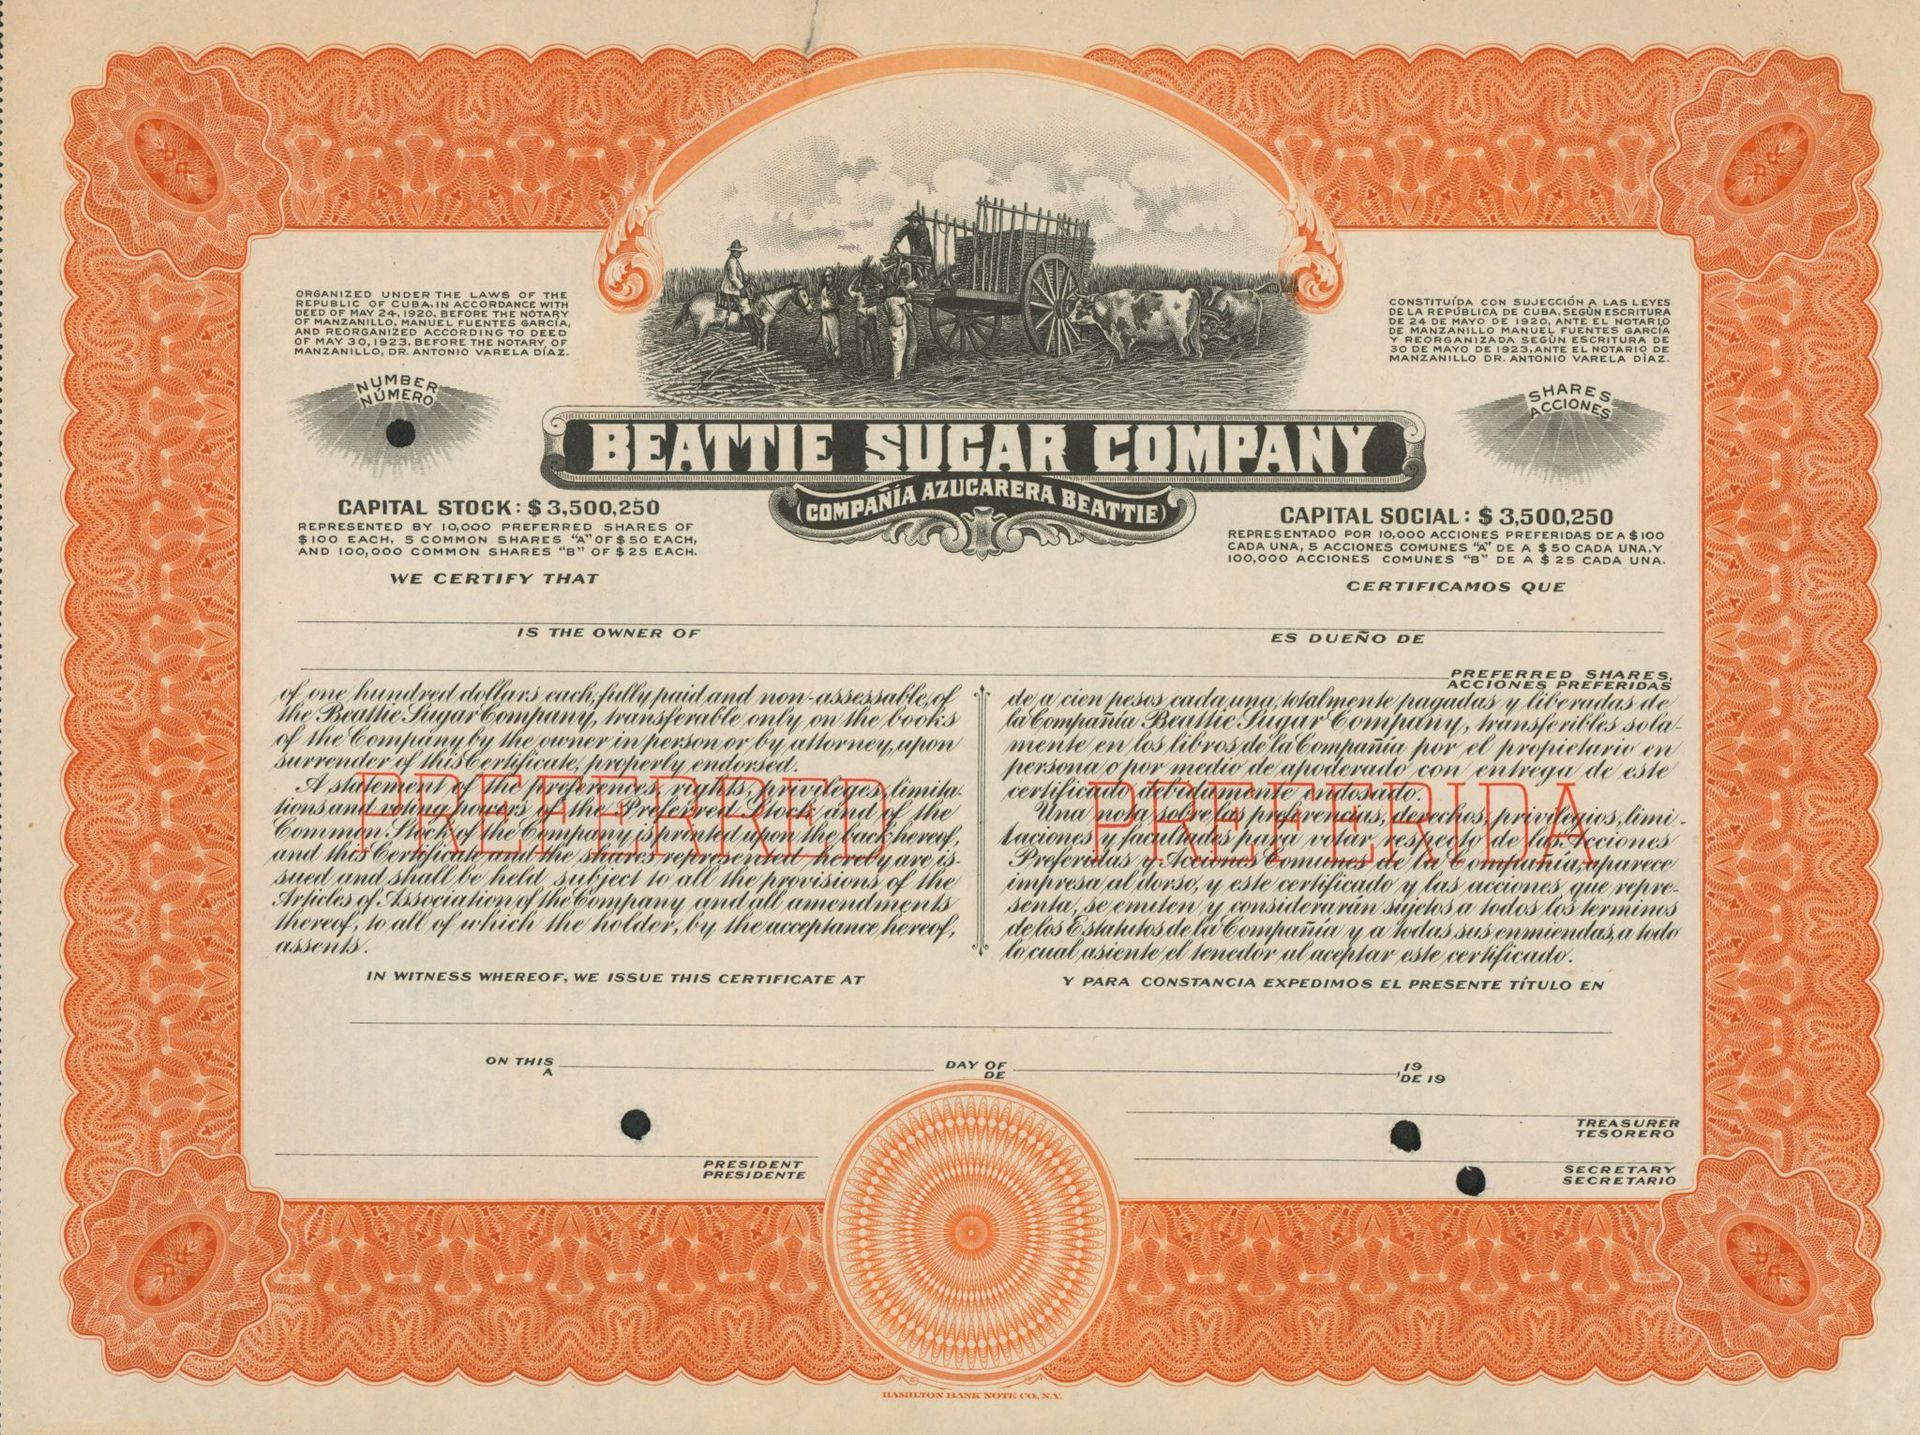 ORGANIZED UNDER THE LAWS OF THE
REPUBLIC OF CUBA, IN ACCORDANCE WITH
DEED OF MAY 24, 1920, BEFORE THE NOTARY
OF MANZANILLO, MANUEL FUENTES GARCÍA,
AND REORGANIZED ACCORDING TO DEED
OF MAY 30, 1923, BEFORE THE NOTARY OF
MANZANILLO, DR. ANTONIO VARELA DÍAZ.
CONSTITUÍDA CON SUJECCIÓN A LAS LEYES
DE LA REPÚBLICA DE CUBA, SEGÚN ESCRITURA
DE 24 DE MAYO DE 1920, ANTE EL NOTARIO
DE MANZANILLO MANUEL FUENTES GARCÍA
Y REORGANIZADA SEGÚN ESCRITURA DE
30 DE MAYO DE 1923, ANTE EL NOTARIO DE
MANZANILLO DR. ANTONIO VARELA DÍAZ.
NUMBER
NÚMERO
SHARES
ACCIONES
BEATTIE SUGAR COMPANY
(COMPAÑÍA AZUCARERA BEATTIE)
CAPITAL STOCK: $3,500,250
REPRESENTED BY 10,000 PREFERRED SHARES OF
$100 EACH, 5 COMMON SHARES "A" OF $50 EACH,
AND 100,000 COMMON SHARES "B" OF $25 EACH.
WE CERTIFY THAT
CAPITAL SOCIAL: $3,500,250
REPRESENTADO POR 10,000 ACCIONES PREFERIDAS DE A $100
CADA UNA, 5 ACCIONES COMUNES "A" DE A $50 CADA UNA, Y
100,000 ACCIONES COMUNES "B" DE A $25 CADA UNA.
CERTIFICAMOS QUE
IS THE OWNER OF
ES DUEÑO DE
PREFERRED SHARES,
ACCIONES PREFERIDAS
of one hundred dollars each, fully paid and non-assessable, of
the Beattie Sugar Company, transferable only on the books
of the Company by the owner in person or by attorney, upon
surrender of this Certificate, properly endorsed.
A statement of the preferences, rights, privileges, limita-
tions and voting powers of the Preferred Stock and of the
Common Stock of the Company is printed upon the back hereof,
and this Certificate and the shares represented hereby are is-
sued and shall be held subject to all the provisions of the
Articles of Association of the Company and all amendments
thereof, to all of which the holder, by the acceptance hereof,
assents.
PREFERRED
de a cien pesos cada una, totalmente pagadas y liberadas de
la Compañía Beattie Sugar Company, transferibles sola-
mente en los libros de la Compañía por el propietario en
persona o por medio de apoderado con entrega de este
certificado debidamente endosado.
Una nota sobre las preferencias, derechos, privilegios, limi-
taciones y facultades para votar, respecto de las Acciones
Preferidas y Acciones Comunes de la Compañía, aparece
impresa al dorso, y este certificado y las acciones que repre-
senta, se emiten y considerarán sujetos a todos los terminos
de los Estatutos de la Compañía y a todas sus enmiendas, a todo
lo cual asiente el tenedor al aceptar este certificado.
PREFERIDA
IN WITNESS WHEREOF, WE ISSUE THIS CERTIFICATE AT
Y PARA CONSTANCIA EXPEDIMOS EL PRESENTE TÍTULO EN
ON THIS DAY OF , 19
A DE DE 19
TREASURER
TESORERO
PRESIDENT
PRESIDENTE
SECRETARY
SECRETARIO
HAMILTON BANK NOTE CO., N.Y.